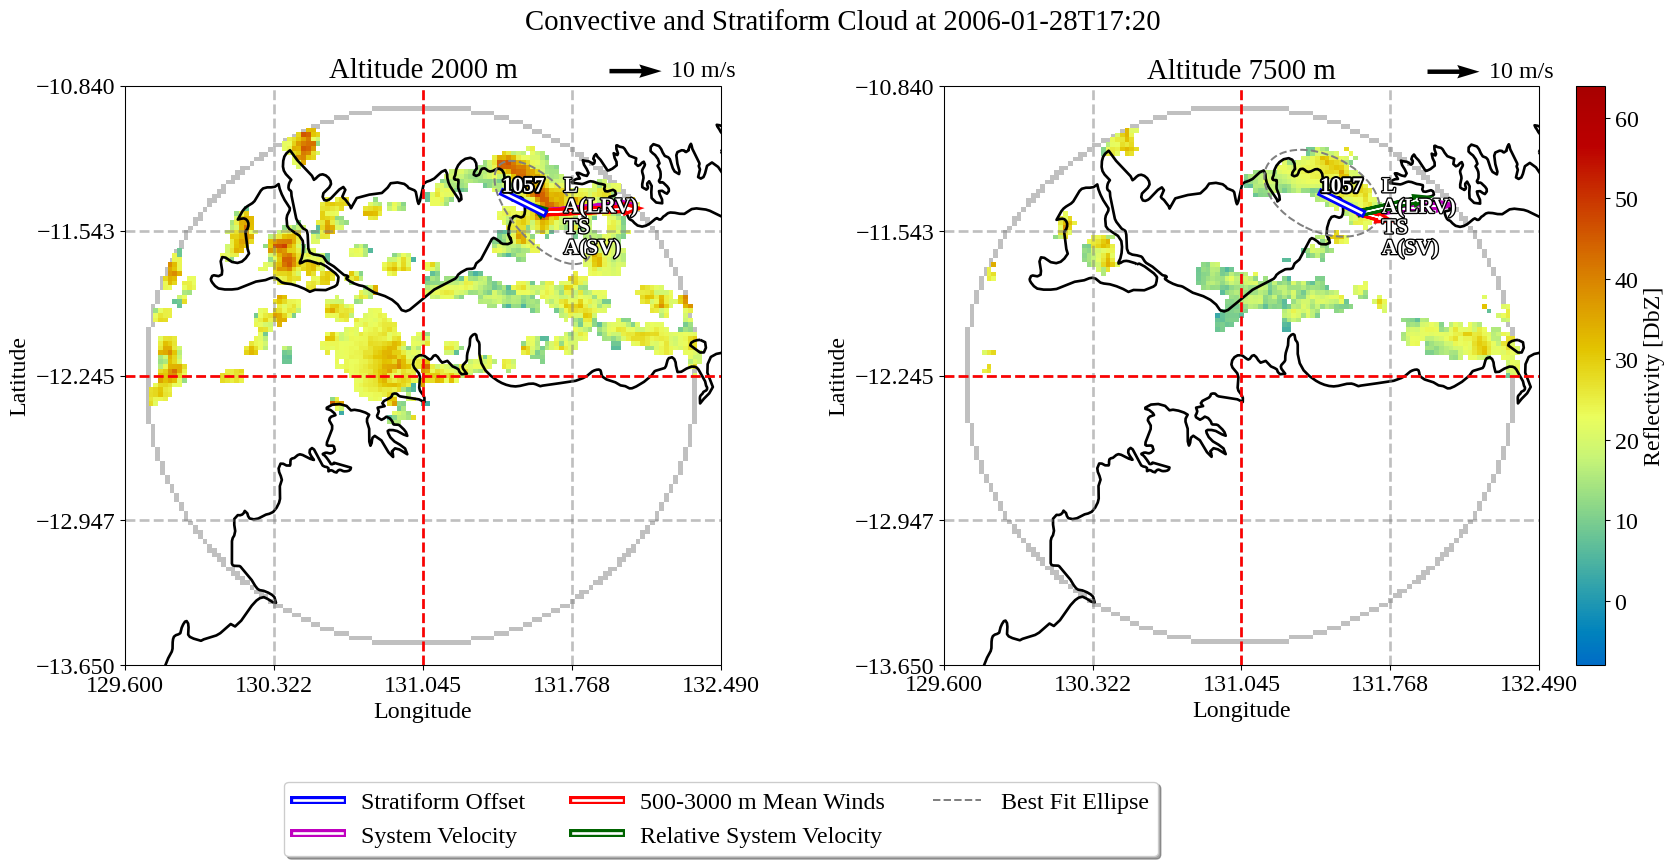 Convective and Stratiform Cloud at 2006-01-28T17:20
Altitude 2000 m
10 m/s
−10.840
−11.543
−12.245
−12.947
−13.650
129.600
130.322
131.045
131.768
132.490
Longitude
Latitude
1057
L
A(LRV)
TS
A(SV)
Altitude 7500 m
10 m/s
−10.840
−11.543
−12.245
−12.947
−13.650
129.600
130.322
131.045
131.768
132.490
Longitude
Latitude
1057
L
A(LRV)
TS
A(SV)
60
50
40
30
20
10
0
Reflectivity [DbZ]
Stratiform Offset
System Velocity
500-3000 m Mean Winds
Relative System Velocity
Best Fit Ellipse